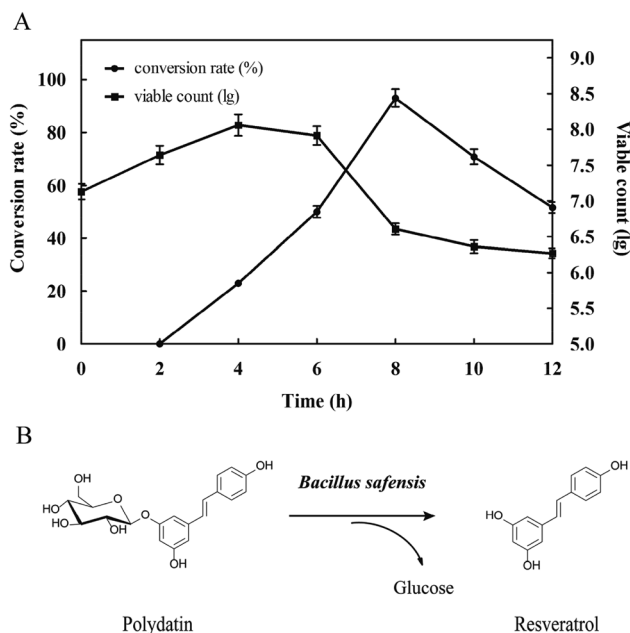 A
conversion rate (%)
viable count (lg)
Conversion rate (%)
100
80
60
40
20
0
9.0
8.5
8.0
7.5
7.0
6.5
6.0
5.5
5.0
Viable count
(lg)
0 2 4 6 8 10 12
Time (h)
B
OH
HO
HO
O
OH
O
OH
OH
Bacillus safensis
Glucose
OH
HO
OH
Polydatin Resveratrol